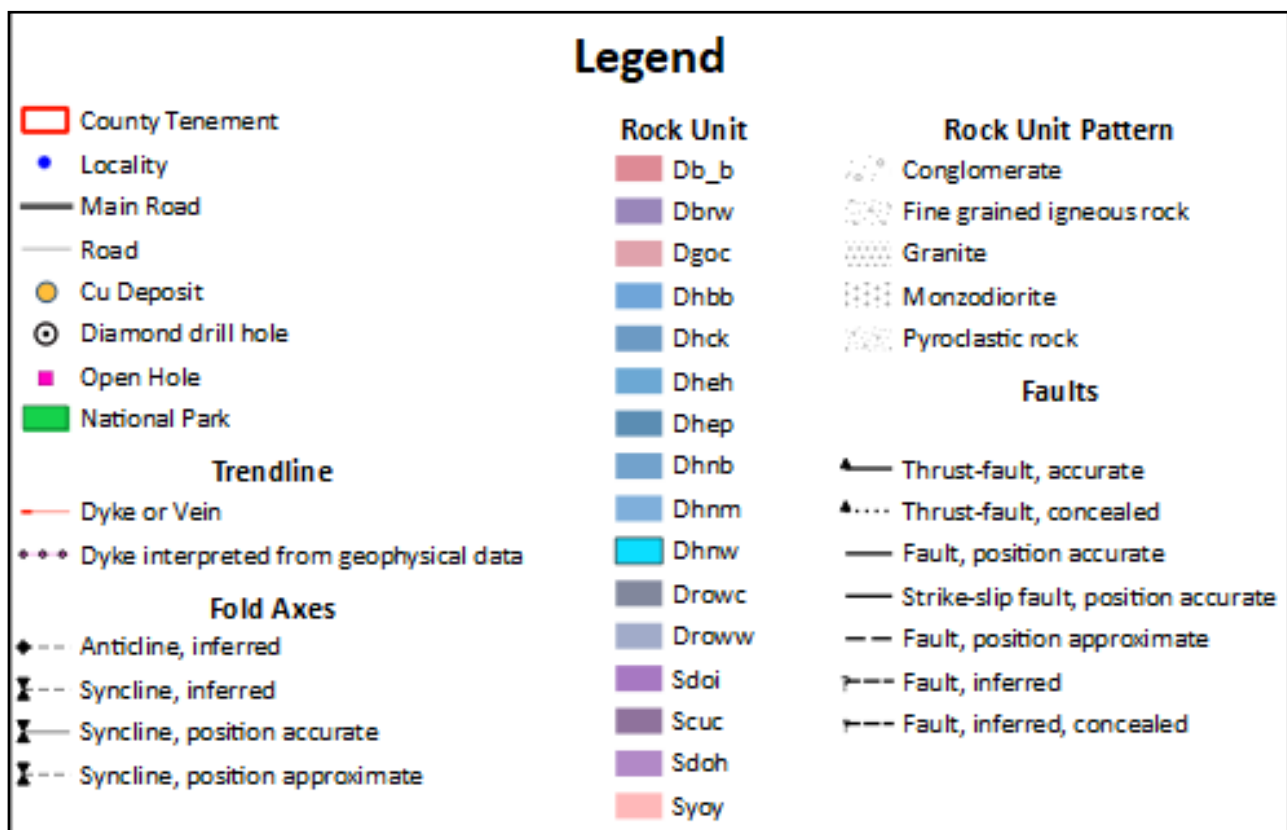 Legend
County Tenement
Locality
Main Road
Road
Cu Deposit
Diamond drill hole
Open Hole
National Park
Trendline
Dyke or Vein
Dyke interpreted from geophysical data
Fold Axes
Anticline, inferred
Syncline, inferred
Syncline, position accurate
Syncline, position approximate
Rock Unit
Db_b
Dbrw
Dgoc
Dhbb
Dhck
Dheh
Dhep
Dhnb
Dhnm
Dhnw
Drowc
Droww
Sdoi
Scuc
Sdoh
Syoy
Rock Unit Pattern
Conglomerate
Fine grained igneous rock
Granite
Monzodiorite
Pyroclastic rock
Faults
Thrust-fault, accurate
Thrust-fault, concealed
Fault, position accurate
Strike-slip fault, position accurate
Fault, position approximate
Fault, inferred
Fault, inferred, concealed